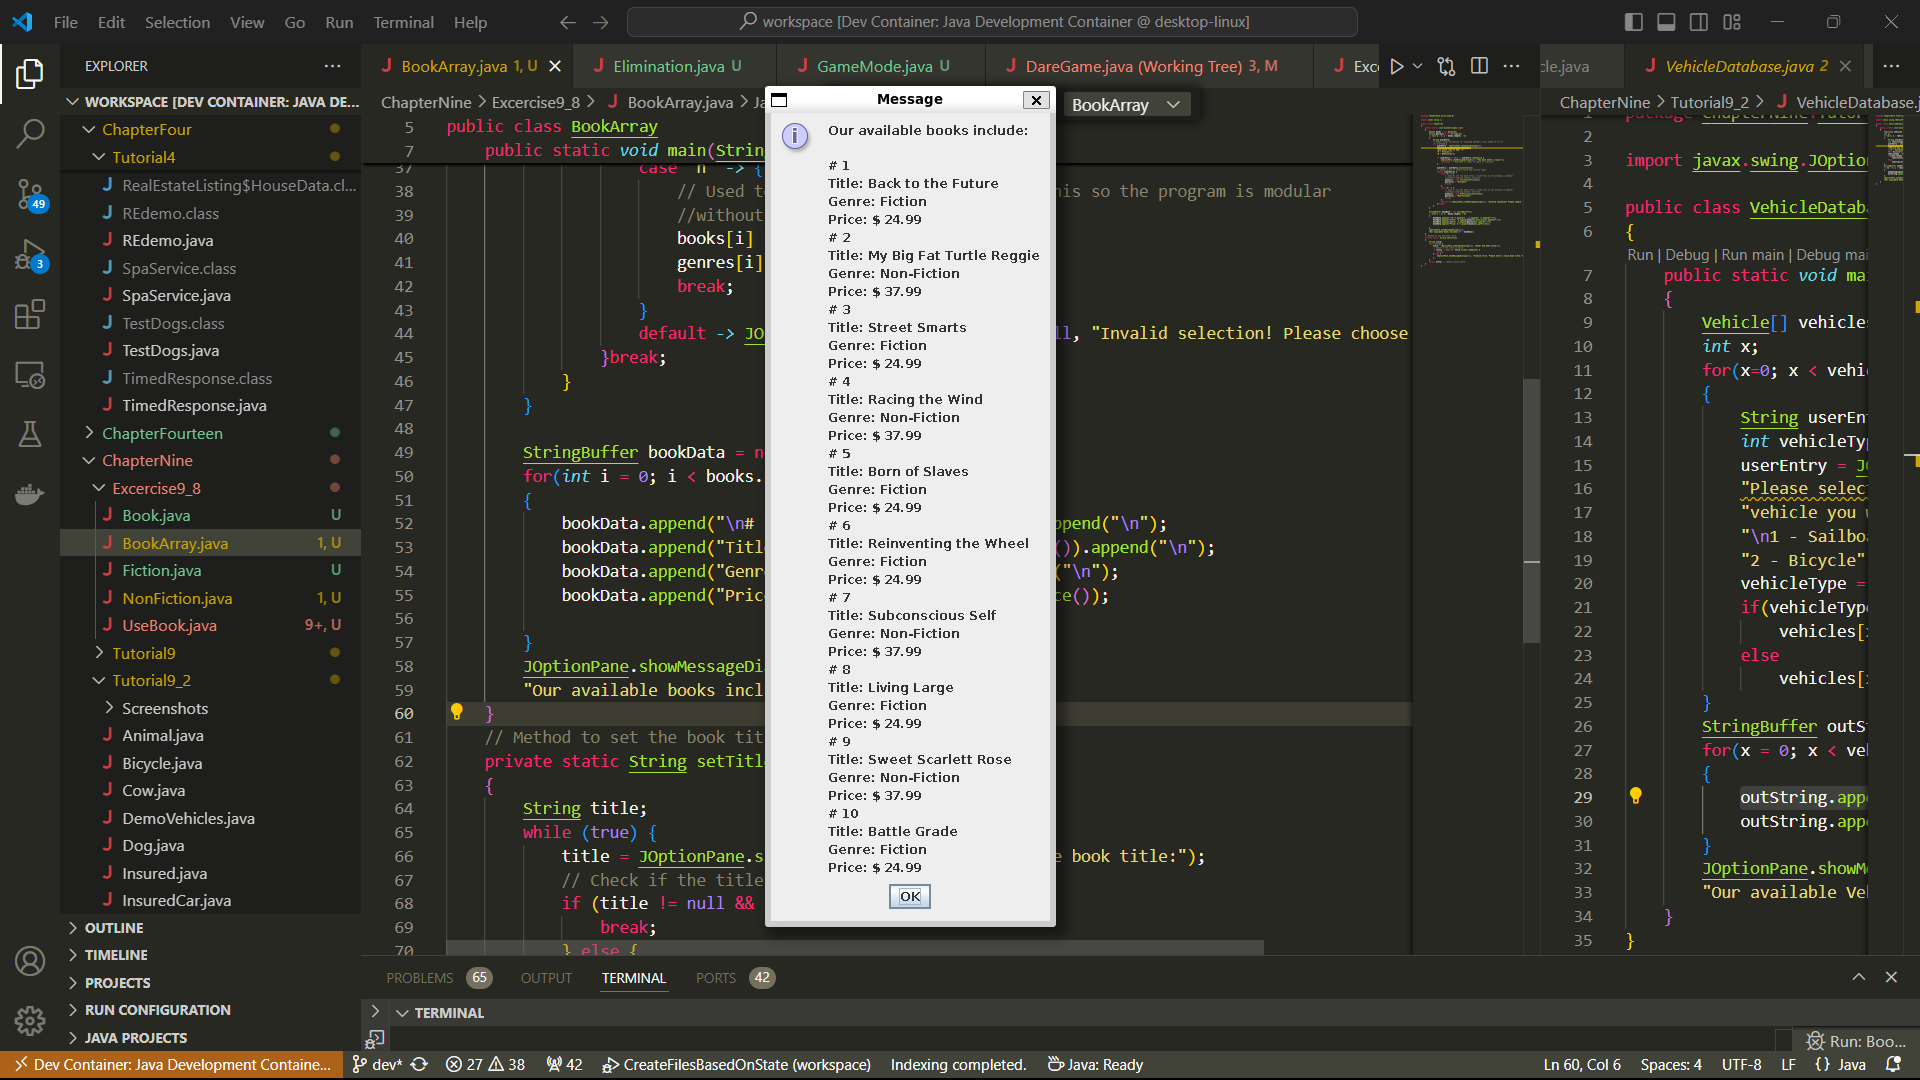 File Edit Selection View Go Run Terminal Help
workspace [Dev Container: Java Development Container @ desktop-linux]
EXPLORER
WORKSPACE [DEV CONTAINER: JAVA DE...
ChapterFour
Tutorial4
RealEstateListing$HouseData.cl...
REdemo.class
REdemo.java
SpaService.class
SpaService.java
TestDogs.class
TestDogs.java
TimedResponse.class
TimedResponse.java
ChapterFourteen
ChapterNine
Excercise9_8
Book.java U
BookArray.java 1, U
Fiction.java U
NonFiction.java 1, U
UseBook.java 9+, U
Tutorial9
Tutorial9_2
Screenshots
Animal.java
Bicycle.java
Cow.java
DemoVehicles.java
Dog.java
Insured.java
InsuredCar.java
OUTLINE
TIMELINE
PROJECTS
RUN CONFIGURATION
JAVA PROJECTS
49
3
BookArray.java 1, U
Elimination.java U
GameMode.java U
DareGame.java (Working Tree) 3, M
Exc
ChapterNine > Excercise9_8 > BookArray.java > Ja
BookArray
5 public class BookArray
7 public static void main(String
37 case "n" -> {
38 // Used t his so the program is modular
39 //without
40 books[i]
41 genres[i]
42 break;
43 }
44 default -> JO ll, "Invalid selection! Please choose
45 }break;
46 }
47 }
48
49 StringBuffer bookData = n
50 for(int i = 0; i < books.
51 {
52 bookData.append("\n# ppend("\n");
53 bookData.append("Titl ()).append("\n");
54 bookData.append("Genr "\n");
55 bookData.append("Pric ce());
56
57 }
58 JOptionPane.showMessageDi
59 "Our available books incl
60 }
61 // Method to set the book tit
62 private static String setTitl
63 {
64 String title;
65 while (true) {
66 title = JOptionPane.s e book title:");
67 // Check if the title
68 if (title != null &&
69 break;
70 } else {
Message
Our available books include:
# 1
Title: Back to the Future
Genre: Fiction
Price: $ 24.99
# 2
Title: My Big Fat Turtle Reggie
Genre: Non-Fiction
Price: $ 37.99
# 3
Title: Street Smarts
Genre: Fiction
Price: $ 24.99
# 4
Title: Racing the Wind
Genre: Non-Fiction
Price: $ 37.99
# 5
Title: Born of Slaves
Genre: Fiction
Price: $ 24.99
# 6
Title: Reinventing the Wheel
Genre: Fiction
Price: $ 24.99
# 7
Title: Subconscious Self
Genre: Non-Fiction
Price: $ 37.99
# 8
Title: Living Large
Genre: Fiction
Price: $ 24.99
# 9
Title: Sweet Scarlett Rose
Genre: Non-Fiction
Price: $ 37.99
# 10
Title: Battle Grade
Genre: Fiction
Price: $ 24.99
OK
cle.java
VehicleDatabase.java 2
ChapterNine > Tutorial9_2 > VehicleDatabase.j
1 package ChapterNine.Tutor
2
3 import javax.swing.JOptio
4
5 public class VehicleDatab
6 {
Run | Debug | Run main | Debug mai
7 public static void mai
8 {
9 Vehicle[] vehicles
10 int x;
11 for(x=0; x < vehi
12 {
13 String userEn
14 int vehicleTyp
15 userEntry = JO
16 "Please selec
17 "vehicle you w
18 "\n1 - Sailbo
19 "2 - Bicycle"
20 vehicleType =
21 if(vehicleType
22 vehicles[x
23 else
24 vehicles[x
25 }
26 StringBuffer outSt
27 for(x = 0; x < veh
28 {
29 outString.appe
30 outString.appe
31 }
32 JOptionPane.showM
33 "Our available Veh
34 }
35 }
PROBLEMS 65 OUTPUT TERMINAL PORTS 42
TERMINAL
Run: Boo...
Dev Container: Java Development Containe... dev* 27 38 42 CreateFilesBasedOnState (workspace) Indexing completed. Java: Ready Ln 60, Col 6 Spaces: 4 UTF-8 LF {} Java